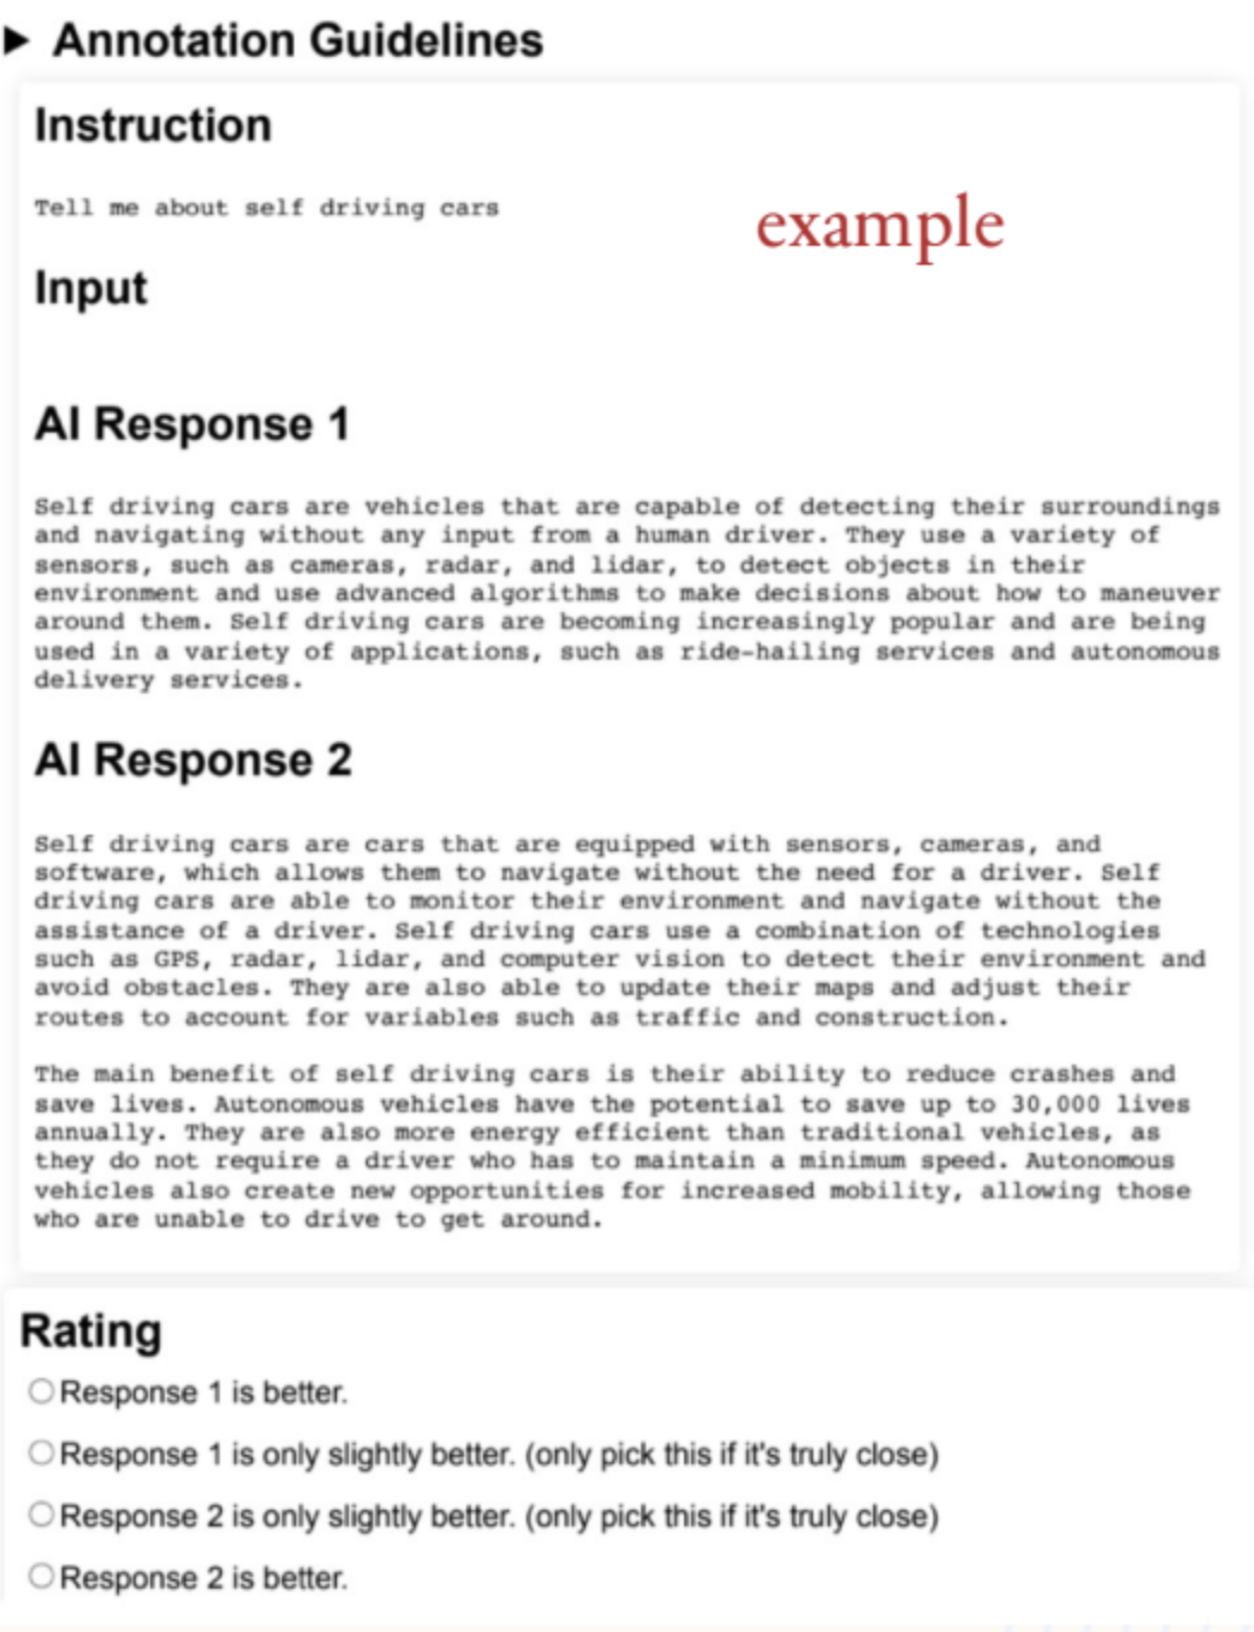 Annotation Guidelines
Instruction
Tell me about self driving cars
example
Input
AI Response 1
Self driving cars are vehicles that are capable of detecting their surroundings
and navigating without any input from a human driver. They use a variety of
sensors, such as cameras, radar, and lidar, to detect objects in their
environment and use advanced algorithms to make decisions about how to maneuver
around them. Self driving cars are becoming increasingly popular and are being
used in a variety of applications, such as ride-hailing services and autonomous
delivery services.
AI Response 2
Self driving cars are cars that are equipped with sensors, cameras, and
software, which allows them to navigate without the need for a driver. Self
driving cars are able to monitor their environment and navigate without the
assistance of a driver. Self driving cars use a combination of technologies
such as GPS, radar, lidar, and computer vision to detect their environment and
avoid obstacles. They are also able to update their maps and adjust their
routes to account for variables such as traffic and construction.
The main benefit of self driving cars is their ability to reduce crashes and
save lives. Autonomous vehicles have the potential to save up to 30,000 lives
annually. They are also more energy efficient than traditional vehicles, as
they do not require a driver who has to maintain a minimum speed. Autonomous
vehicles also create new opportunities for increased mobility, allowing those
who are unable to drive to get around.
Rating
Response 1 is better.
Response 1 is only slightly better. (only pick this if it's truly close)
Response 2 is only slightly better. (only pick this if it's truly close)
Response 2 is better.